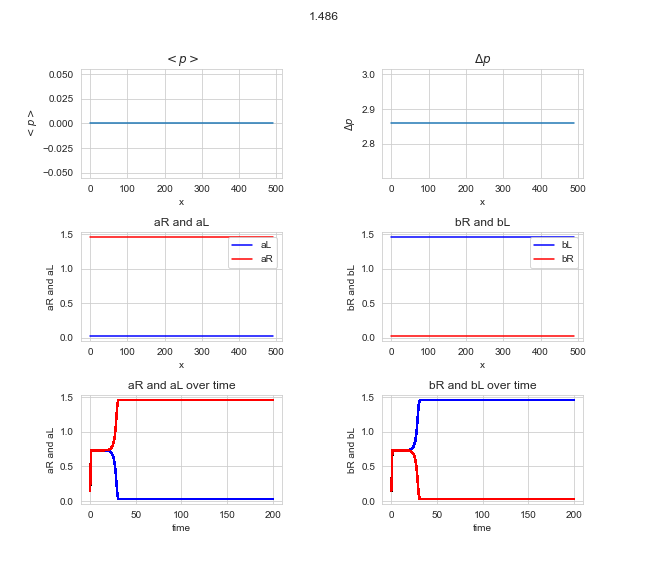 1.486
< p >
0.050
0.025
0.000
−0.025
−0.050
< p >
0 100 200 300 400 500
x
Δp
3.0
2.9
2.8
Δp
0 100 200 300 400 500
x
aR and aL
1.5
1.0
0.5
0.0
aR and aL
aL
aR
0 100 200 300 400 500
x
bR and bL
1.5
1.0
0.5
0.0
bR and bL
bL
bR
0 100 200 300 400 500
x
aR and aL over time
1.5
1.0
0.5
0.0
aR and aL
0 50 100 150 200
time
bR and bL over time
1.5
1.0
0.5
0.0
bR and bL
0 50 100 150 200
time